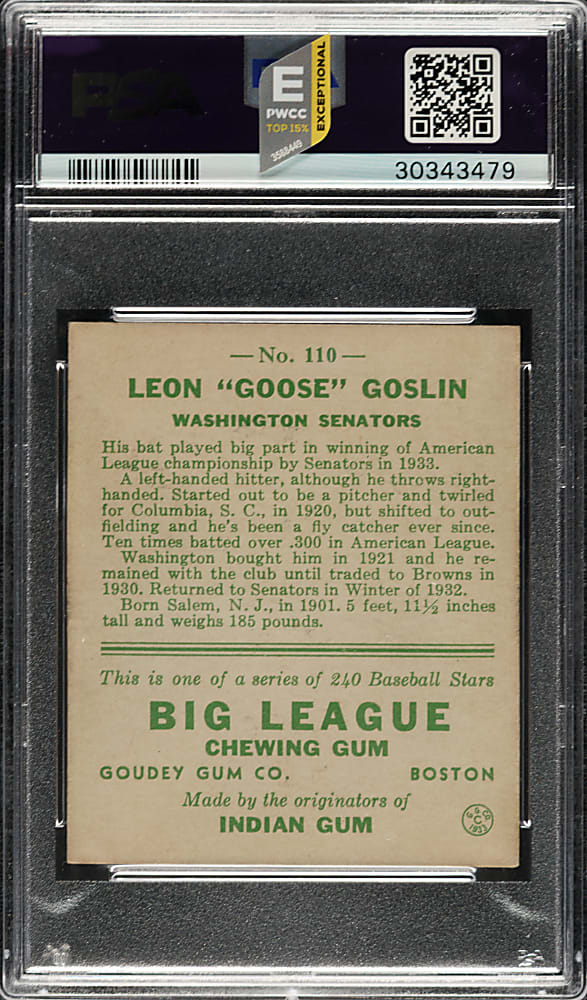 PSA
E
PWCC
TOP 15%
EXCEPTIONAL
3588449
30343479
— No. 110 —
LEON “GOOSE” GOSLIN
WASHINGTON SENATORS
His bat played big part in winning of American
League championship by Senators in 1933.
A left-handed hitter, although he throws right-
handed. Started out to be a pitcher and twirled
for Columbia, S. C., in 1920, but shifted to out-
fielding and he's been a fly catcher ever since.
Ten times batted over .300 in American League.
Washington bought him in 1921 and he re-
mained with the club until traded to Browns in
1930. Returned to Senators in Winter of 1932.
Born Salem, N. J., in 1901. 5 feet, 11½ inches
tall and weighs 185 pounds.
This is one of a series of 240 Baseball Stars
BIG LEAGUE
CHEWING GUM
GOUDEY GUM CO. BOSTON
Made by the originators of
INDIAN GUM
G. G. CO.
C
1933